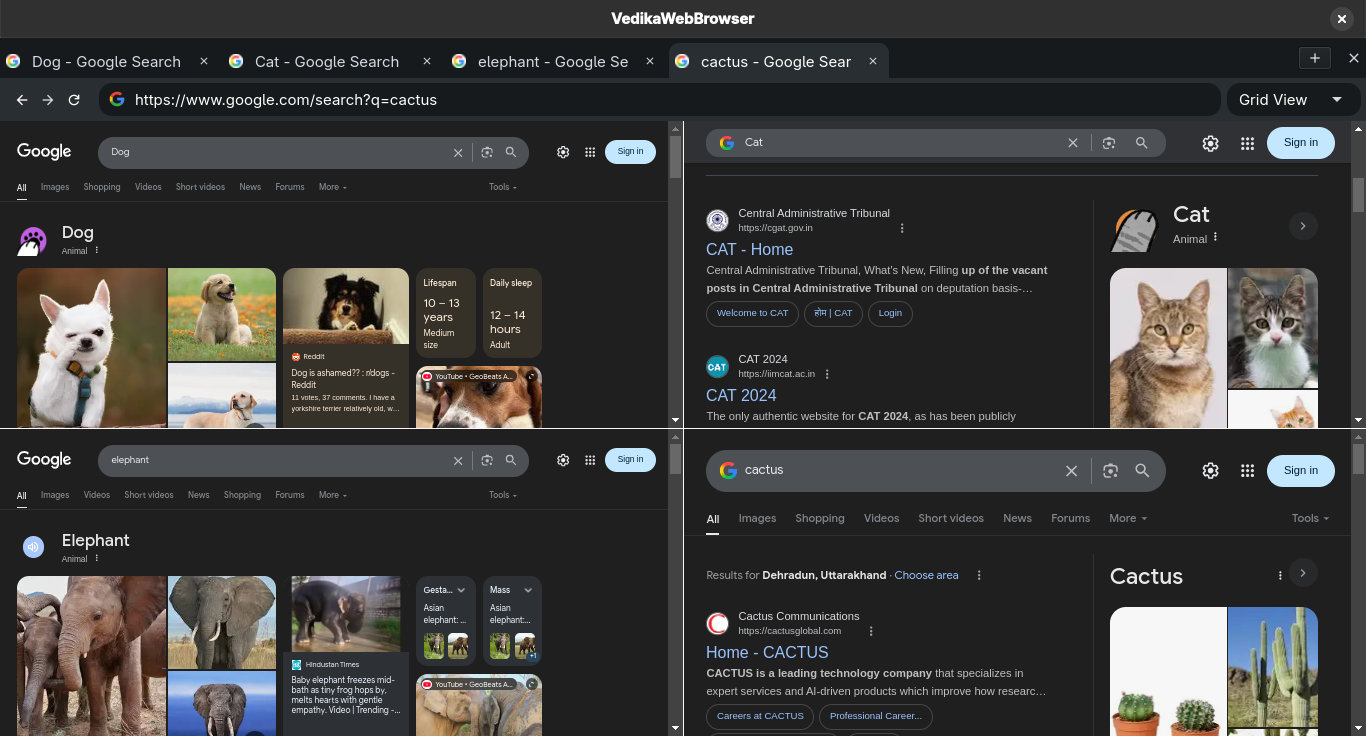 VedikaWebBrowser
Dog - Google Search
Cat - Google Search
elephant - Google Se
cactus - Google Sear
https://www.google.com/search?q=cactus
Grid View
Google
Dog
Sign in
All Images Shopping Videos Short videos News Forums More Tools
Dog
Animal
Reddit
Dog is ashamed?? : r/dogs -
Reddit
11 votes, 37 comments. I have a
yorkshire terrier relatively old, w...
Lifespan
10 – 13
years
Medium
size
Daily sleep
12 – 14
hours
Adult
YouTube • GeoBeats A...
Cat
Sign in
Central Administrative Tribunal
https://cgat.gov.in
CAT - Home
Central Administrative Tribunal, What's New, Filling up of the vacant
posts in Central Administrative Tribunal on deputation basis-...
Welcome to CAT
होम | CAT
Login
CAT
CAT 2024
https://iimcat.ac.in
CAT 2024
The only authentic website for CAT 2024, as has been publicly
Cat
Animal
Google
elephant
Sign in
All Images Videos Short videos News Shopping Forums More Tools
Elephant
Animal
Hindustan Times
Baby elephant freezes mid-
bath as tiny frog hops by,
melts hearts with gentle
empathy. Video | Trending -...
Gesta...
Asian
elephant: ...
Mass
Asian
elephant:...
+1
YouTube • GeoBeats A...
cactus
Sign in
All Images Shopping Videos Short videos News Forums More Tools
Results for Dehradun, Uttarakhand · Choose area
Cactus Communications
https://cactusglobal.com
Home - CACTUS
CACTUS is a leading technology company that specializes in
expert services and AI-driven products which improve how researc...
Careers at CACTUS
Professional Career...
Cactus